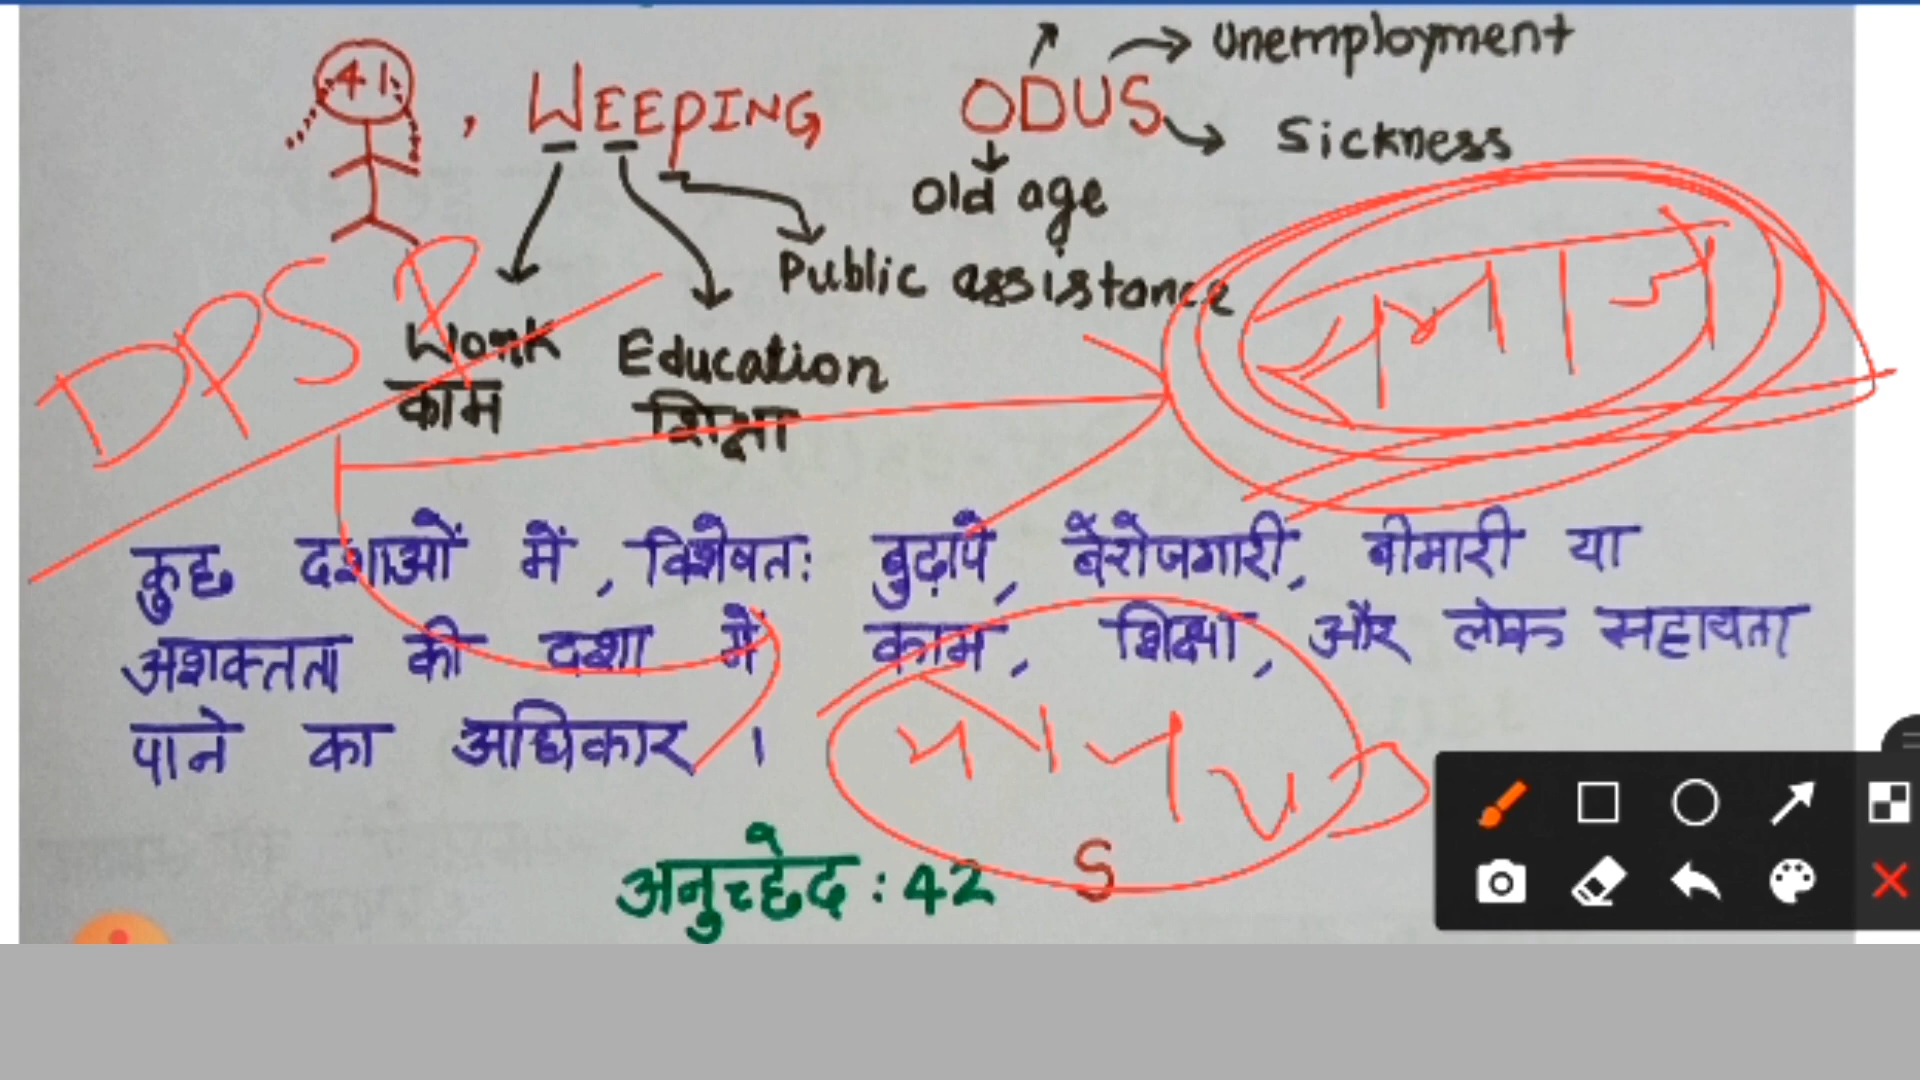 Unemployment
41, WEEPING ODUS
Sickness
Old age
Public assistance
समाज
DPSP
Work
काम
Education
शिक्षा
कुछ दशाओं में, विशेषतः बुढ़ापे, बेरोजगारी, बीमारी या
अशक्तता की दशा में काम, शिक्षा, और लोक सहायता
पाने का अधिकार।
मानव
अनुच्छेद : 42 S